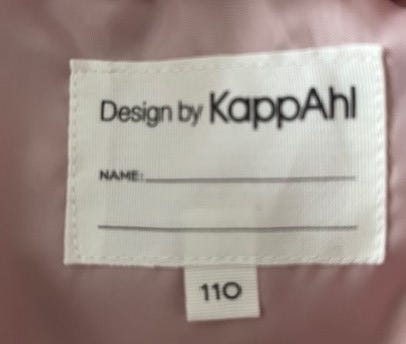 Design by KappAhl
NAME:
110